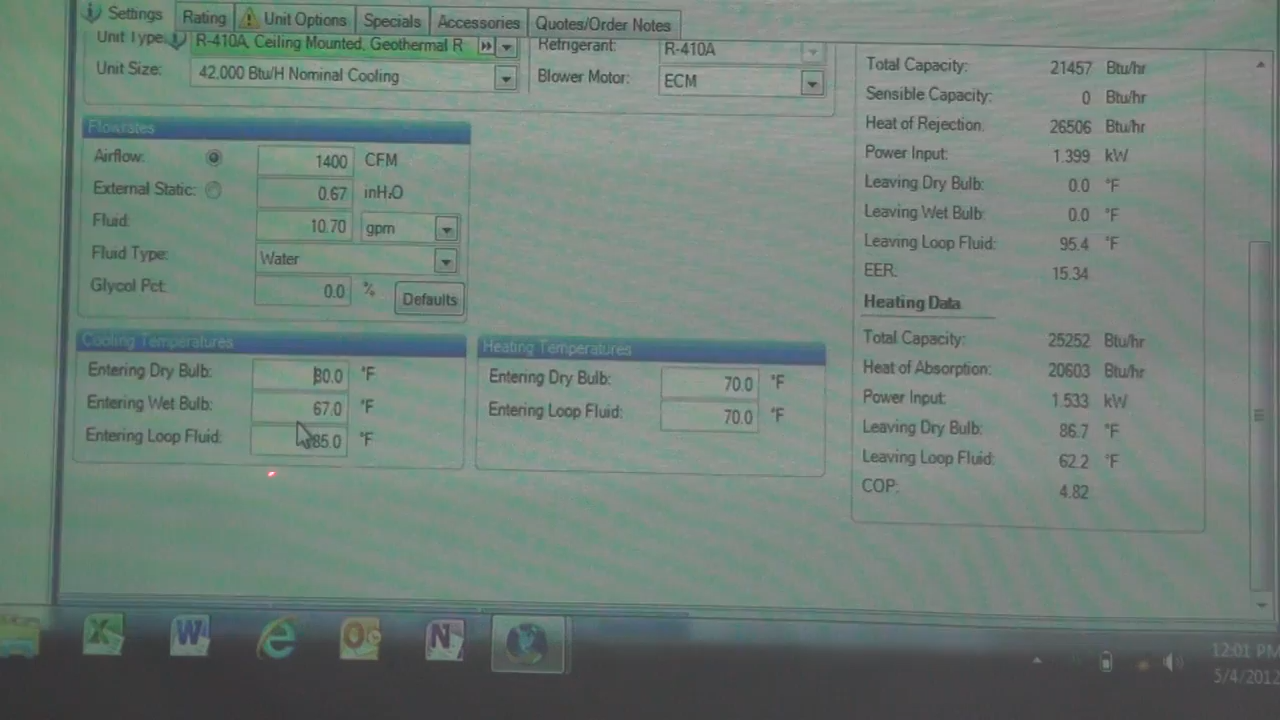 Settings Rating Unit Options Specials Accessories Quotes/Order Notes
Unit Type: R-410A, Ceiling Mounted, Geothermal R
Refrigerant: R-410A
Unit Size: 42,000 Btu/H Nominal Cooling
Blower Motor: ECM
Flowrates
Airflow: 1400 CFM
External Static: 0.67 inH2O
Fluid: 10.70 gpm
Fluid Type: Water
Glycol Pct: 0.0 % Defaults
Cooling Temperatures
Entering Dry Bulb: 80.0 °F
Entering Wet Bulb: 67.0 °F
Entering Loop Fluid: 85.0 °F
Heating Temperatures
Entering Dry Bulb: 70.0 °F
Entering Loop Fluid: 70.0 °F
Total Capacity: 21457 Btu/hr
Sensible Capacity: 0 Btu/hr
Heat of Rejection: 26506 Btu/hr
Power Input: 1.399 kW
Leaving Dry Bulb: 0.0 °F
Leaving Wet Bulb: 0.0 °F
Leaving Loop Fluid: 95.4 °F
EER: 15.34
Heating Data
Total Capacity: 25252 Btu/hr
Heat of Absorption: 20603 Btu/hr
Power Input: 1.533 kW
Leaving Dry Bulb: 86.7 °F
Leaving Loop Fluid: 62.2 °F
COP: 4.82
12:01 PM
5/4/2012